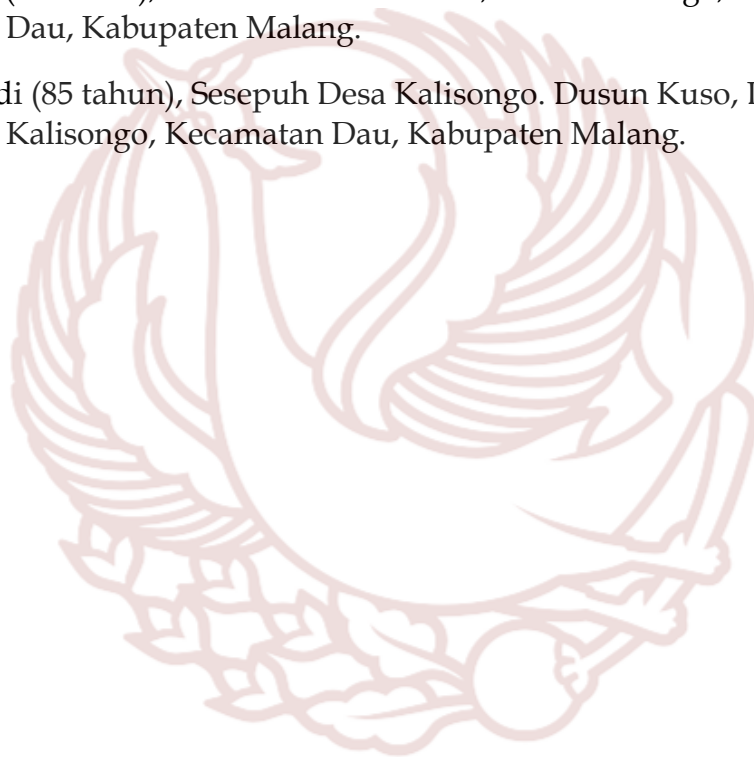 Dau, Kabupaten Malang.
di (85 tahun), Sesepuh Desa Kalisongo. Dusun Kuso,
Kalisongo, Kecamatan Dau, Kabupaten Malang.